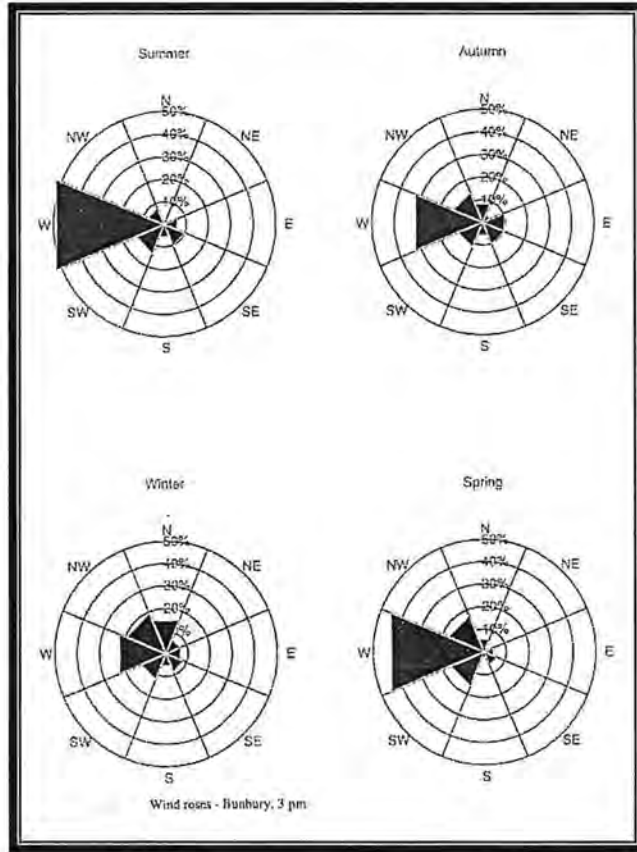 Summer
N
50%
40%
30%
20%
10%
NW
NE
W
E
SW
SE
S
Autumn
N
50%
40%
30%
20%
10%
NW
NE
W
E
SW
SE
S
Winter
N
50%
40%
30%
20%
NW
NE
W
E
SW
SE
S
Spring
N
50%
40%
30%
20%
10%
NW
NE
W
E
SW
SE
S
Wind roses - Bunbury, 3 pm